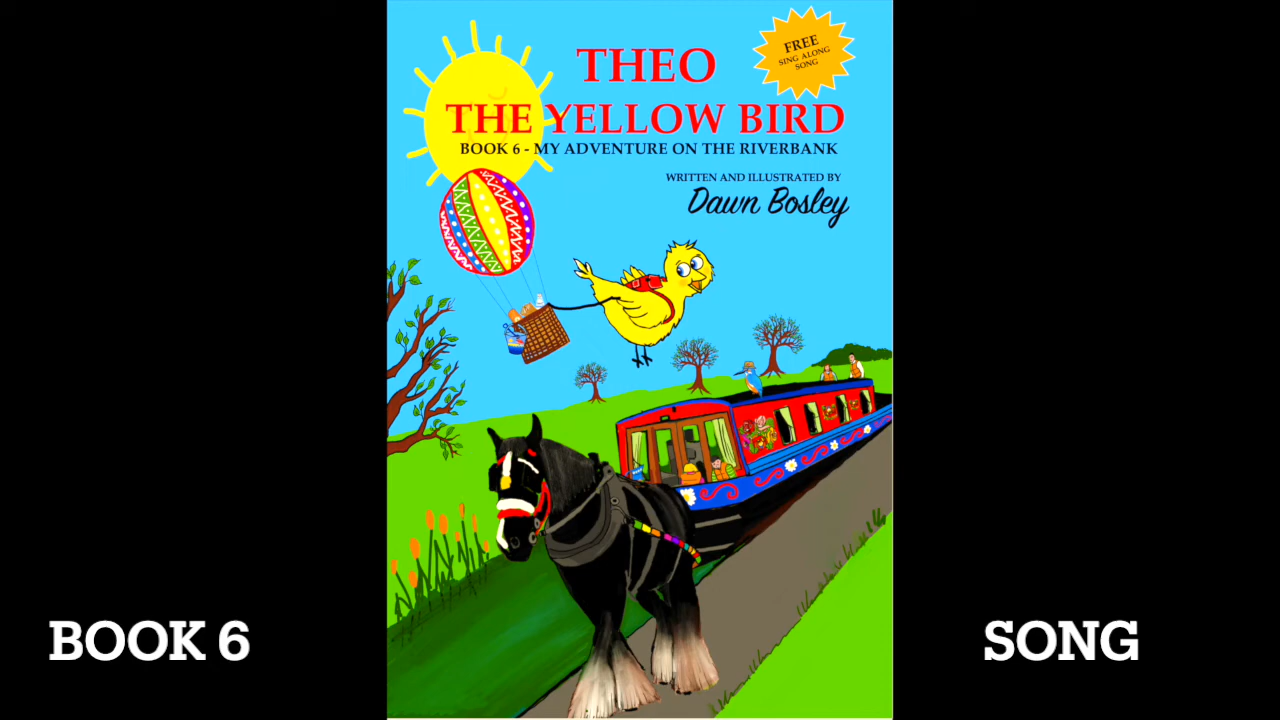 FREE
SING ALONG
SONG
THEO
THE YELLOW BIRD
BOOK 6 - MY ADVENTURE ON THE RIVERBANK
WRITTEN AND ILLUSTRATED BY
Dawn Bosley
BOOK 6
SONG